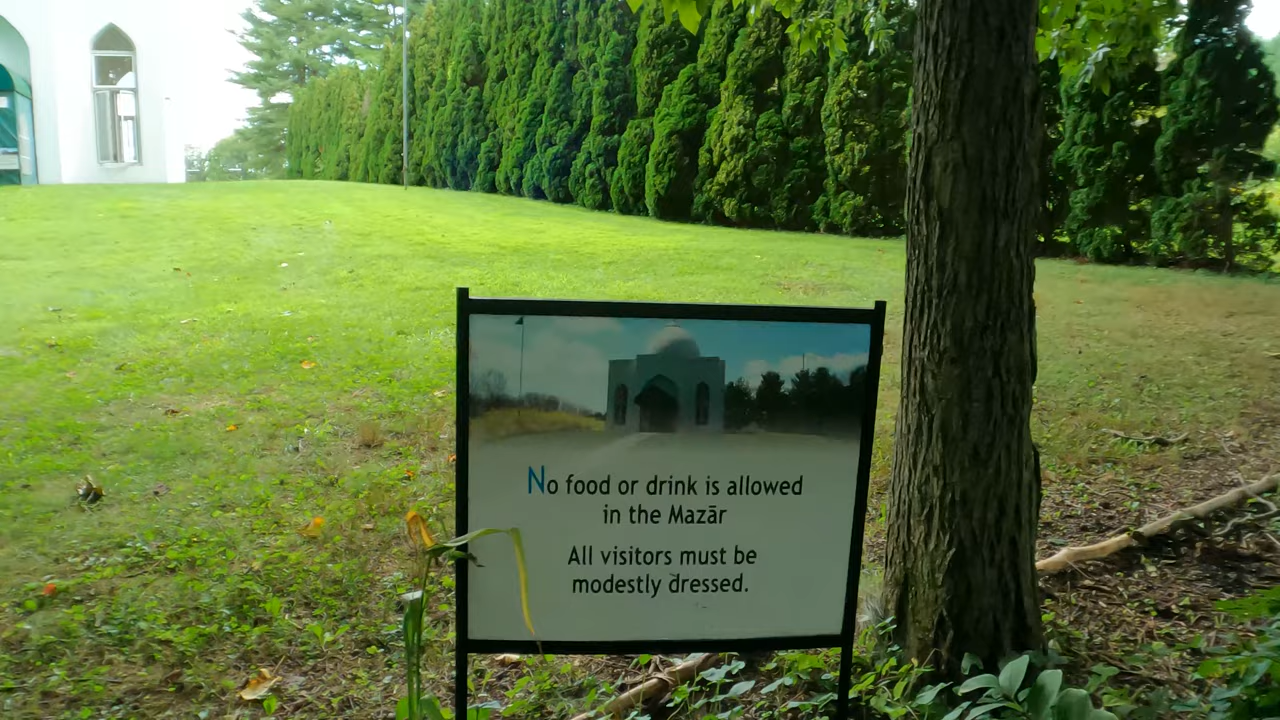 No food or drink is allowed
in the Mazār
All visitors must be
modestly dressed.